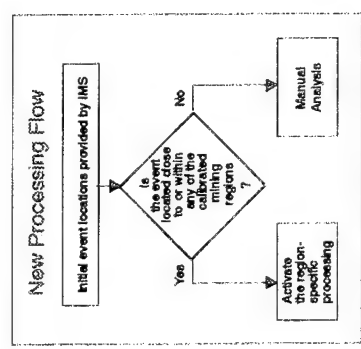 New Processing Flow
Initial event locations provided by IMS
Is
the event
located close
to or within
any of the
calibrated
mining
regions
?
Yes
No
Activate
the region-
specific
processing
Manual
Analysis